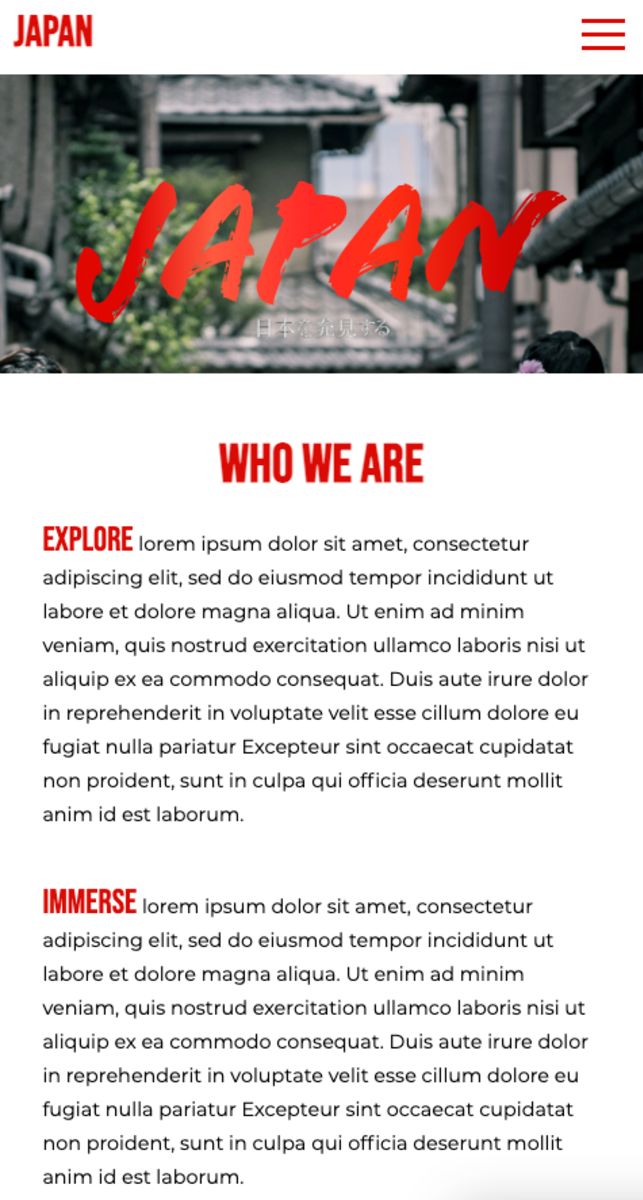 JAPAN
JAPAN
日本を発見する
WHO WE ARE
EXPLORE lorem ipsum dolor sit amet, consectetur
adipiscing elit, sed do eiusmod tempor incididunt ut
labore et dolore magna aliqua. Ut enim ad minim
veniam, quis nostrud exercitation ullamco laboris nisi ut
aliquip ex ea commodo consequat. Duis aute irure dolor
in reprehenderit in voluptate velit esse cillum dolore eu
fugiat nulla pariatur Excepteur sint occaecat cupidatat
non proident, sunt in culpa qui officia deserunt mollit
anim id est laborum.
IMMERSE lorem ipsum dolor sit amet, consectetur
adipiscing elit, sed do eiusmod tempor incididunt ut
labore et dolore magna aliqua. Ut enim ad minim
veniam, quis nostrud exercitation ullamco laboris nisi ut
aliquip ex ea commodo consequat. Duis aute irure dolor
in reprehenderit in voluptate velit esse cillum dolore eu
fugiat nulla pariatur Excepteur sint occaecat cupidatat
non proident, sunt in culpa qui officia deserunt mollit
anim id est laborum.